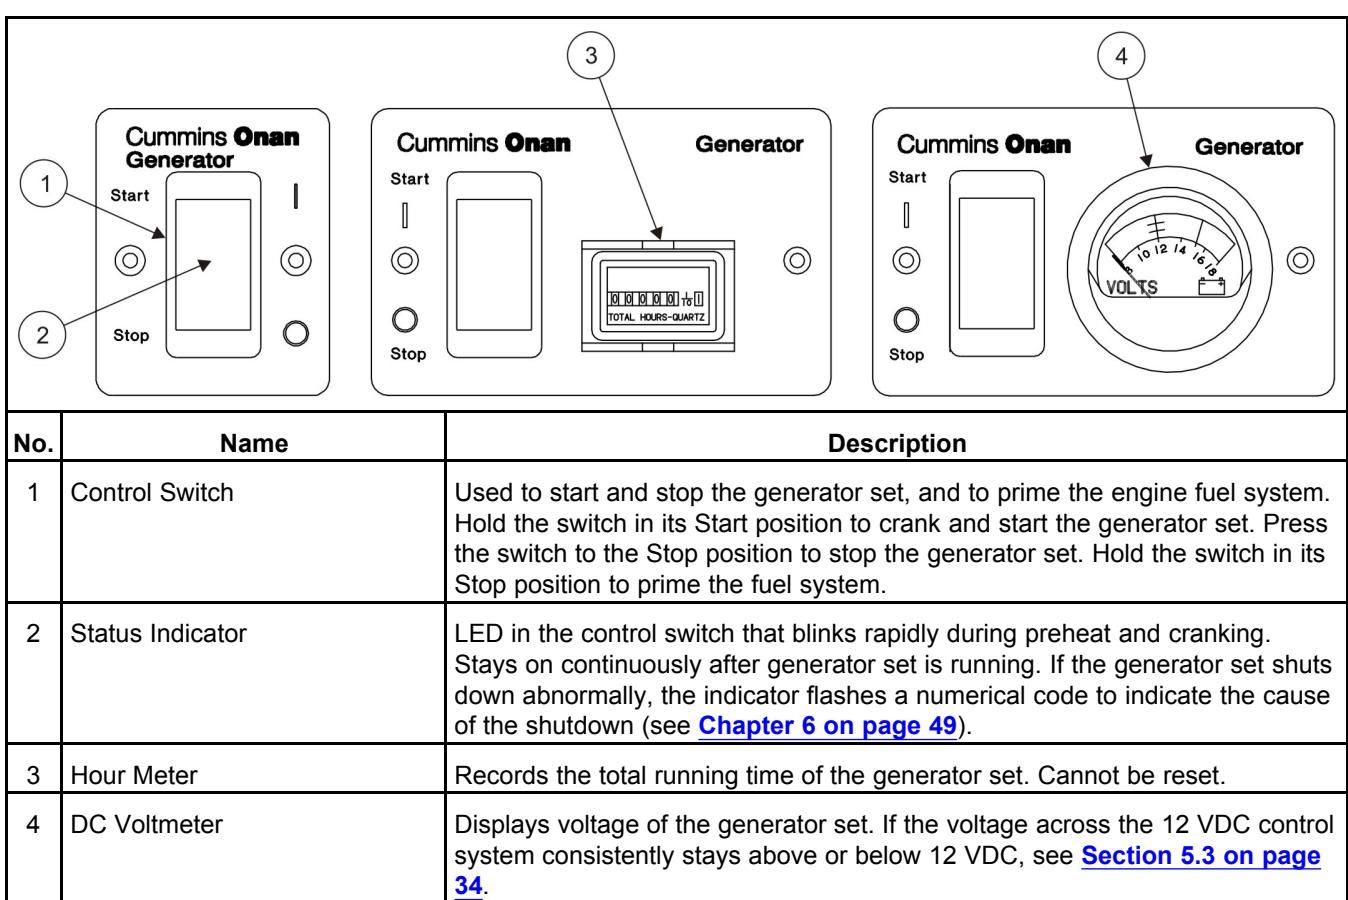 3
4
Cummins Onan
Generator
1
Start
2
Stop
Cummins Onan Generator
Start
00000 1/10 1
TOTAL HOURS-QUARTZ
Stop
Cummins Onan Generator
Start
8 10 12 14 16 18
VOLTS
- +
Stop
No. Name Description
1 Control Switch Used to start and stop the generator set, and to prime the engine fuel system.
Hold the switch in its Start position to crank and start the generator set. Press
the switch to the Stop position to stop the generator set. Hold the switch in its
Stop position to prime the fuel system.
2 Status Indicator LED in the control switch that blinks rapidly during preheat and cranking.
Stays on continuously after generator set is running. If the generator set shuts
down abnormally, the indicator flashes a numerical code to indicate the cause
of the shutdown (see Chapter 6 on page 49).
3 Hour Meter Records the total running time of the generator set. Cannot be reset.
4 DC Voltmeter Displays voltage of the generator set. If the voltage across the 12 VDC control
system consistently stays above or below 12 VDC, see Section 5.3 on page
34.